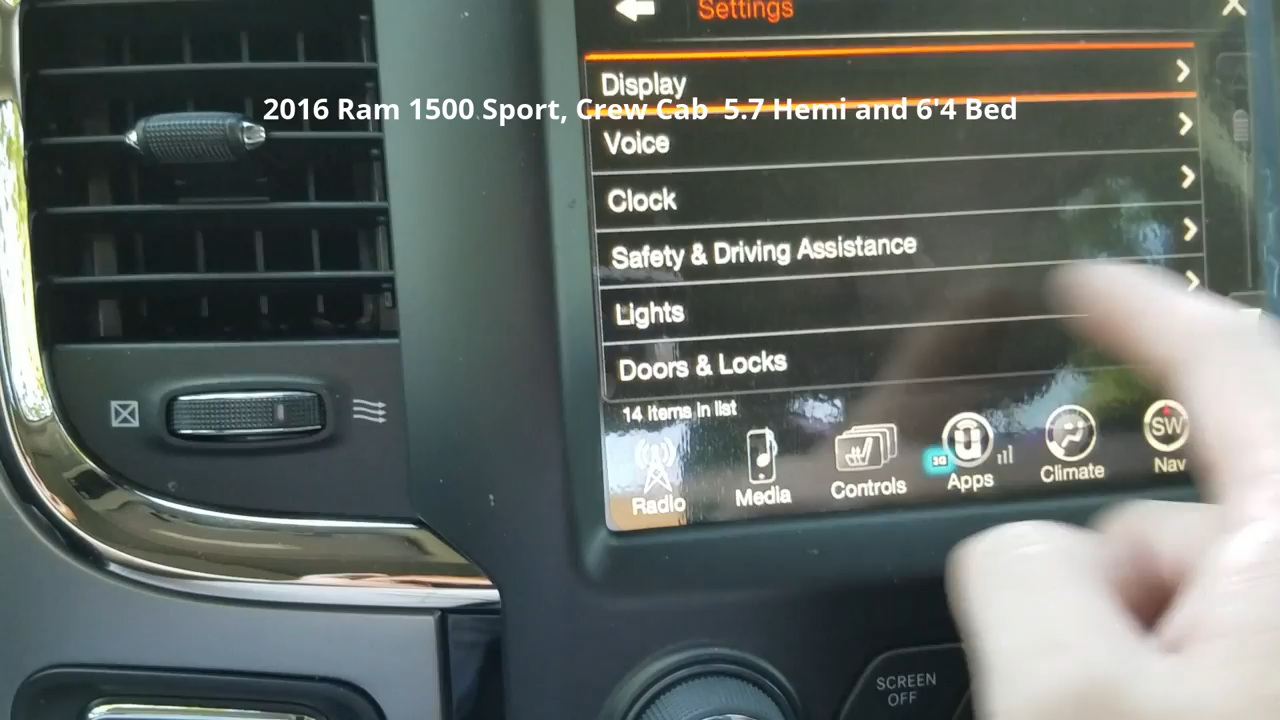 Settings
Display
2016 Ram 1500 Sport, Crew Cab 5.7 Hemi and 6'4 Bed
Voice
Clock
Safety & Driving Assistance
Lights
Doors & Locks
14 items in list
Radio
Media
Controls
3G
Apps
Climate
SW
Nav
SCREEN
OFF